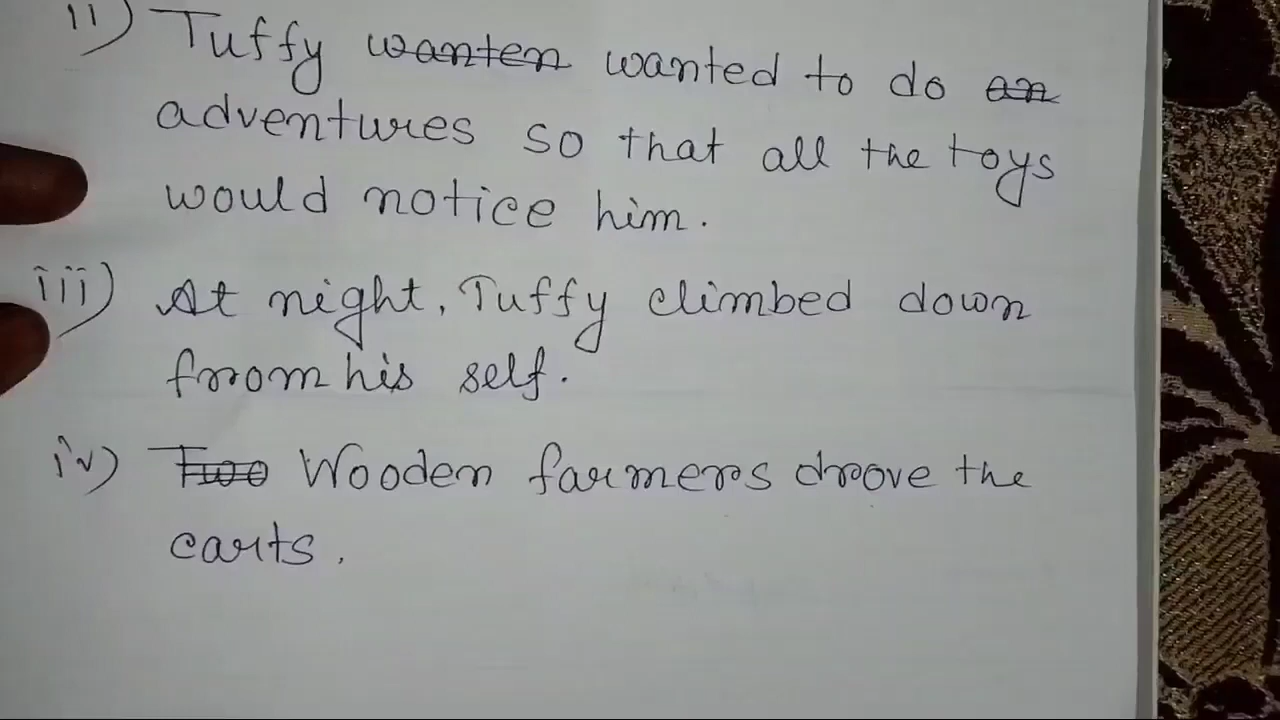 ii) Tuffy wanten wanted to do an
adventures so that all the toys
would notice him.
iii) At night, Tuffy climbed down
from his self.
iv) Two Wooden farmers drove the
carts.